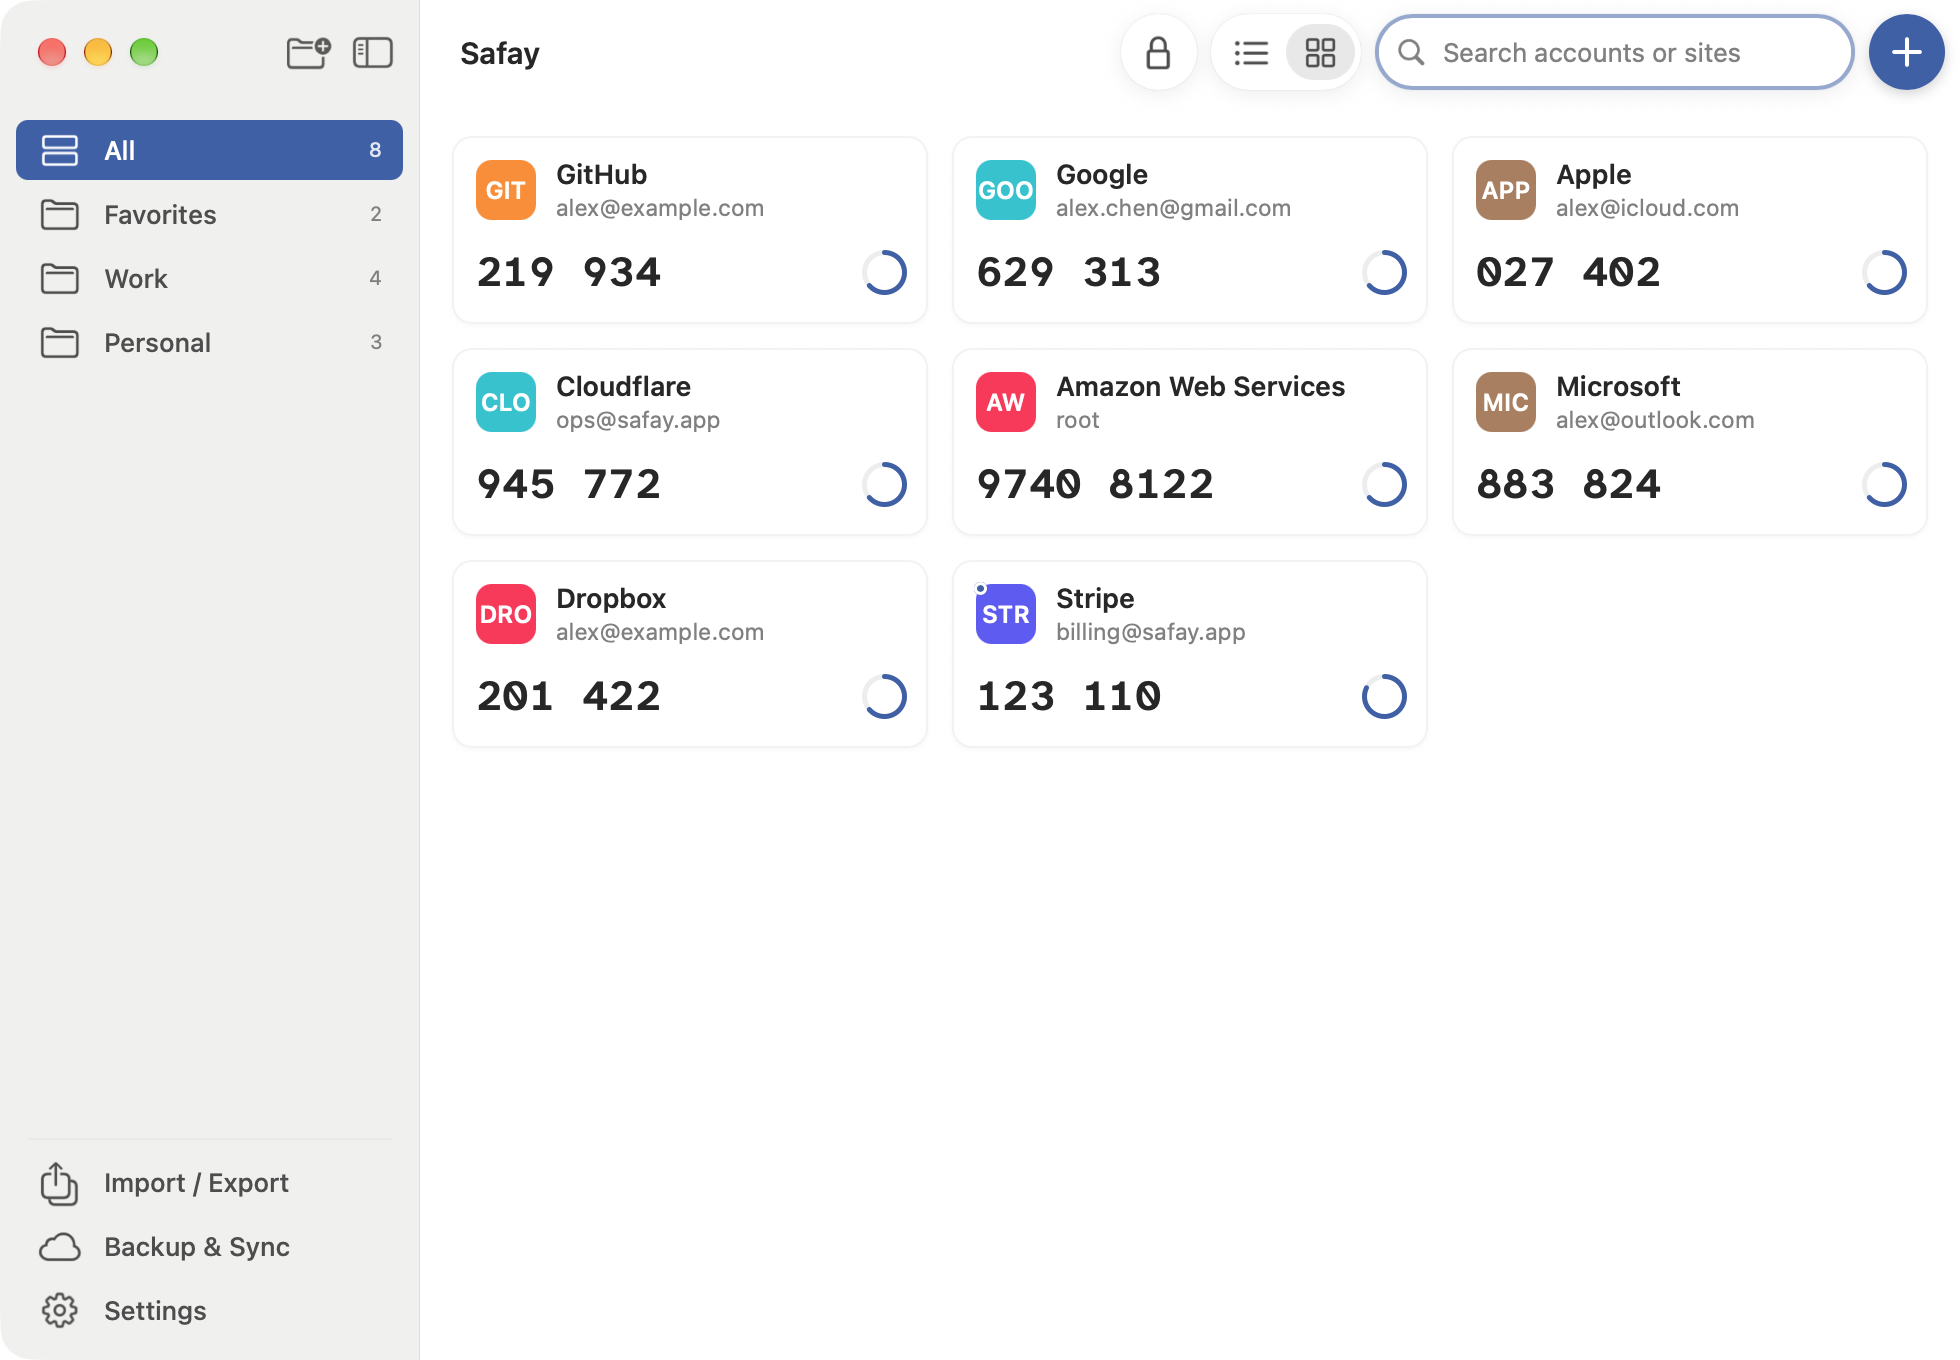 Safay
Search accounts or sites
All 8
Favorites 2
Work 4
Personal 3
Import / Export
Backup & Sync
Settings
GIT
GitHub
alex@example.com
219 934
GOO
Google
alex.chen@gmail.com
629 313
APP
Apple
alex@icloud.com
027 402
CLO
Cloudflare
ops@safay.app
945 772
AW
Amazon Web Services
root
9740 8122
MIC
Microsoft
alex@outlook.com
883 824
DRO
Dropbox
alex@example.com
201 422
STR
Stripe
billing@safay.app
123 110